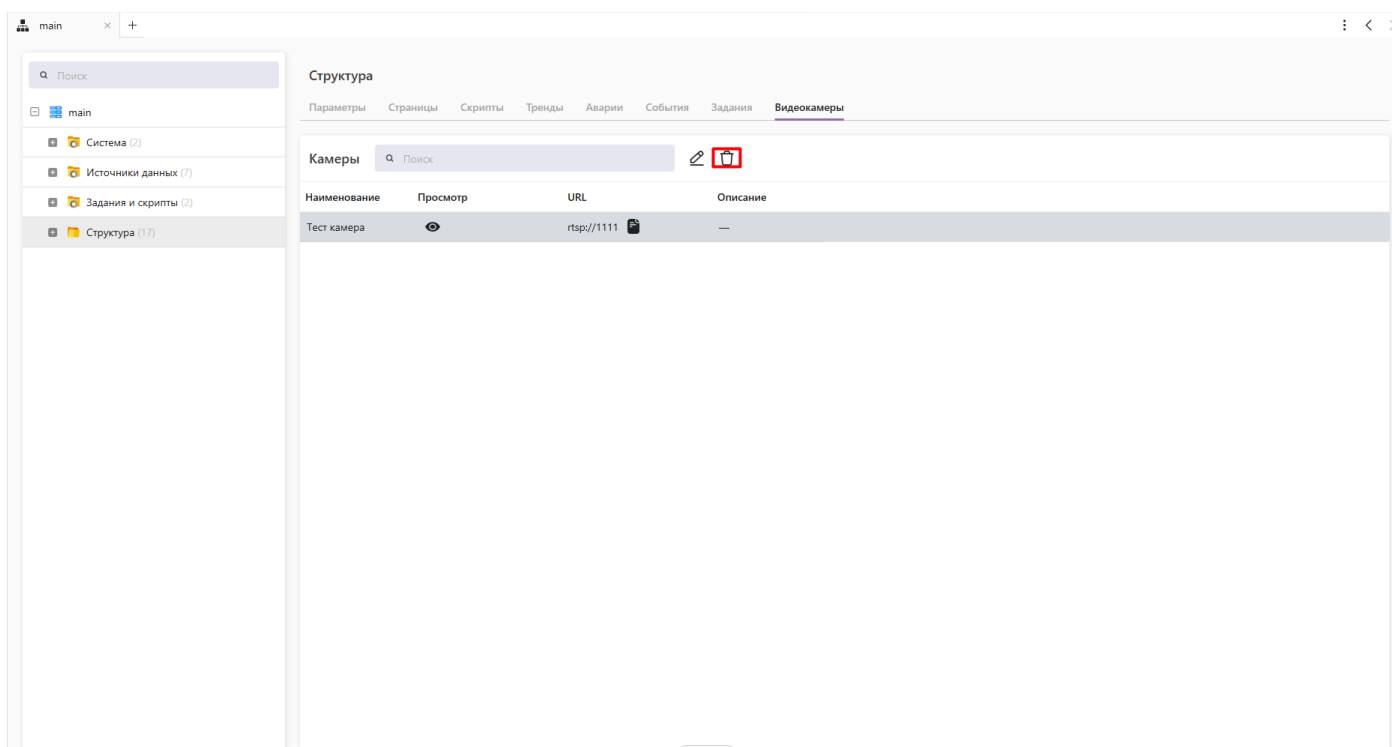 main
Поиск
main
Система (2)
Источники данных (7)
Задания и скрипты (2)
Структура (17)
Структура
Параметры Страницы Скрипты Тренды Аварии События Задания Видеокамеры
Камеры Поиск
Наименование Просмотр URL Описание
Тест камера rtsp://1111 —